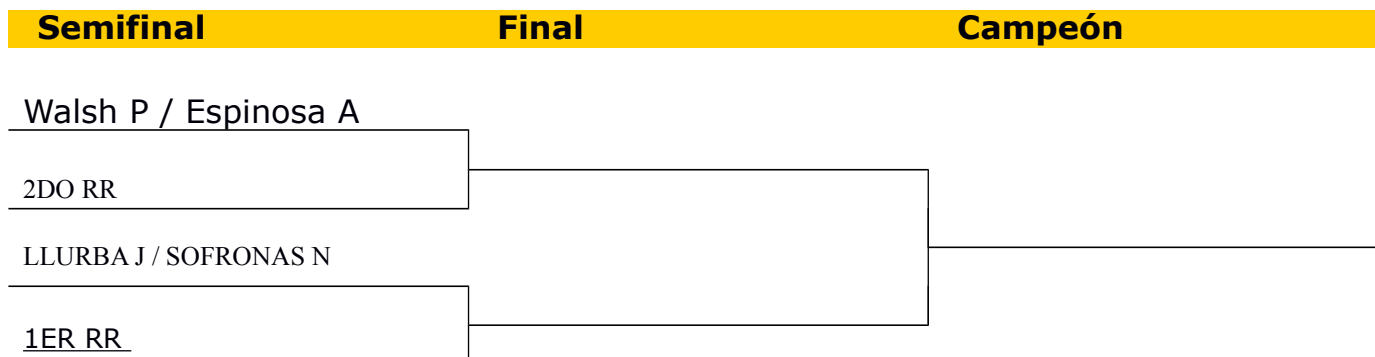 Semifinal Final Campeón
Walsh P / Espinosa A
2DO RR
LLURBA J / SOFRONAS N
1ER RR